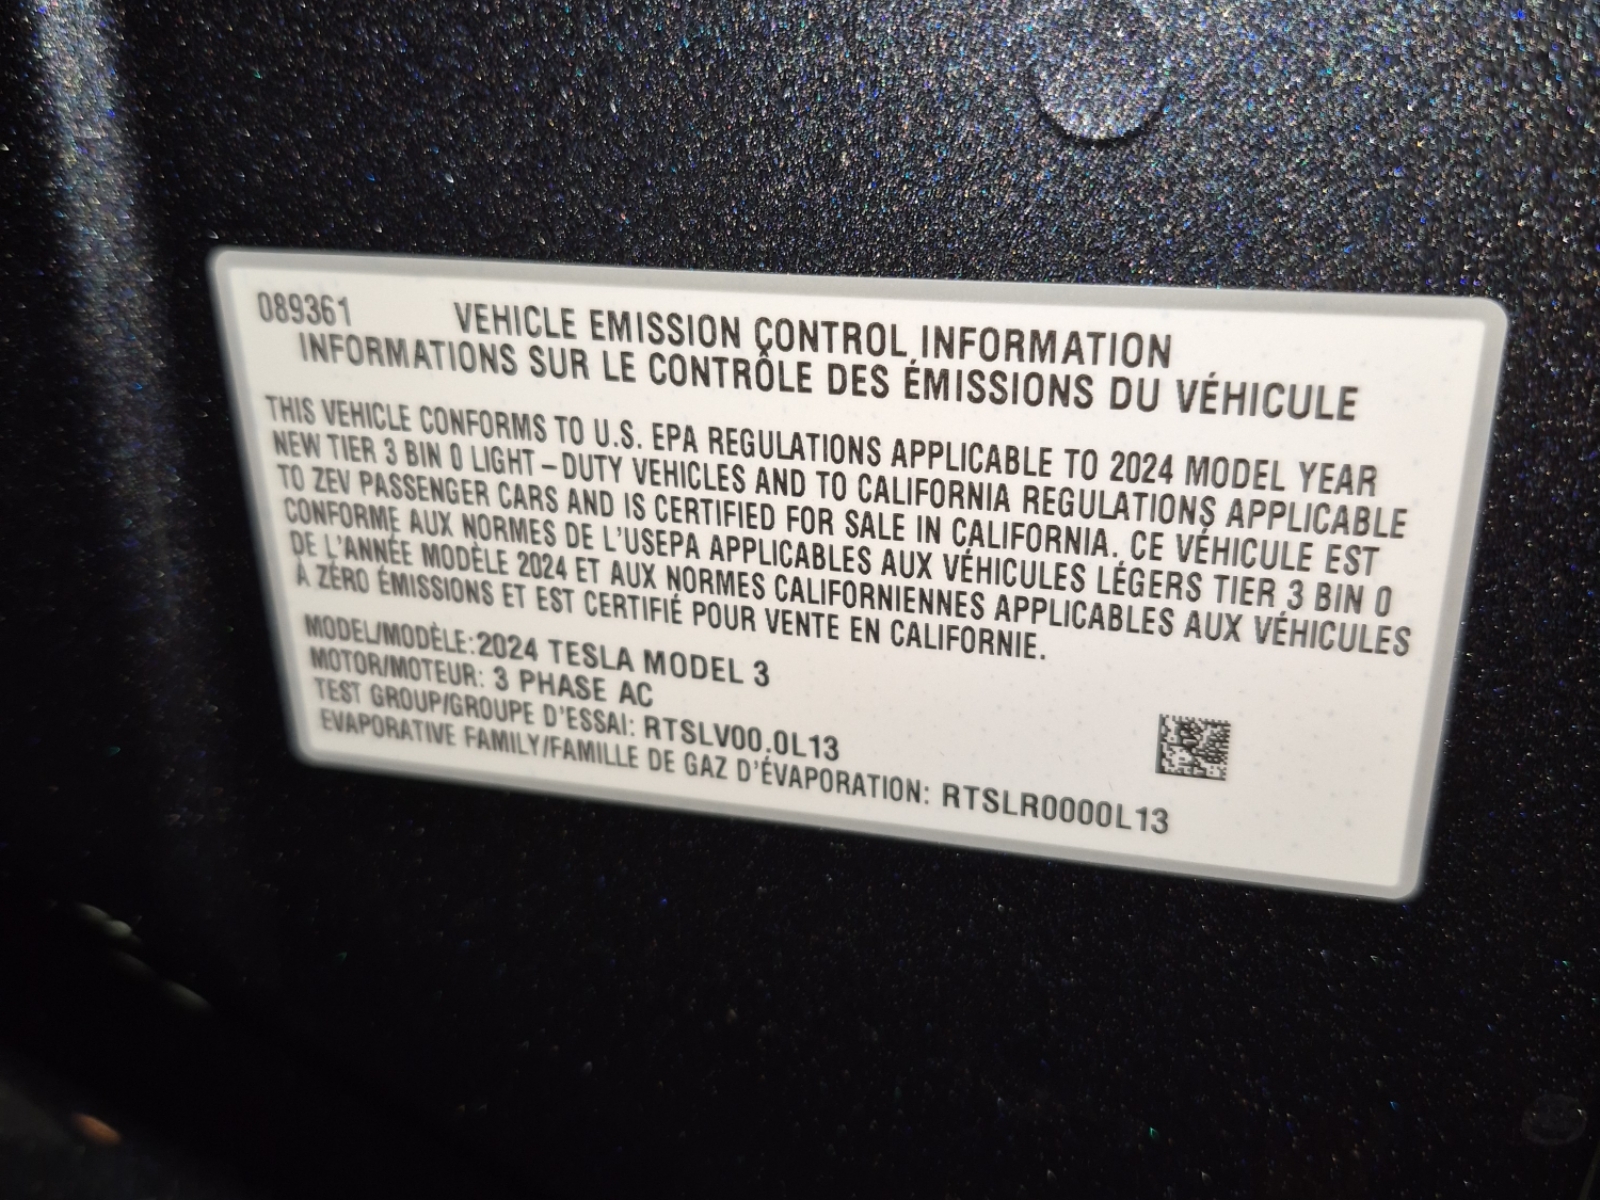 089361
VEHICLE EMISSION CONTROL INFORMATION
INFORMATIONS SUR LE CONTRÔLE DES ÉMISSIONS DU VÉHICULE
THIS VEHICLE CONFORMS TO U.S. EPA REGULATIONS APPLICABLE TO 2024 MODEL YEAR
NEW TIER 3 BIN 0 LIGHT-DUTY VEHICLES AND TO CALIFORNIA REGULATIONS APPLICABLE
TO ZEV PASSENGER CARS AND IS CERTIFIED FOR SALE IN CALIFORNIA. CE VÉHICULE EST
CONFORME AUX NORMES DE L'USEPA APPLICABLES AUX VÉHICULES LÉGERS TIER 3 BIN 0
DE L'ANNÉE MODÈLE 2024 ET AUX NORMES CALIFORNIENNES APPLICABLES AUX VÉHICULES
À ZÉRO ÉMISSIONS ET EST CERTIFIÉ POUR VENTE EN CALIFORNIE.
MODEL/MODÈLE:2024 TESLA MODEL 3
MOTOR/MOTEUR: 3 PHASE AC
TEST GROUP/GROUPE D'ESSAI: RTSLV00.0L13
EVAPORATIVE FAMILY/FAMILLE DE GAZ D'ÉVAPORATION: RTSLR0000L13